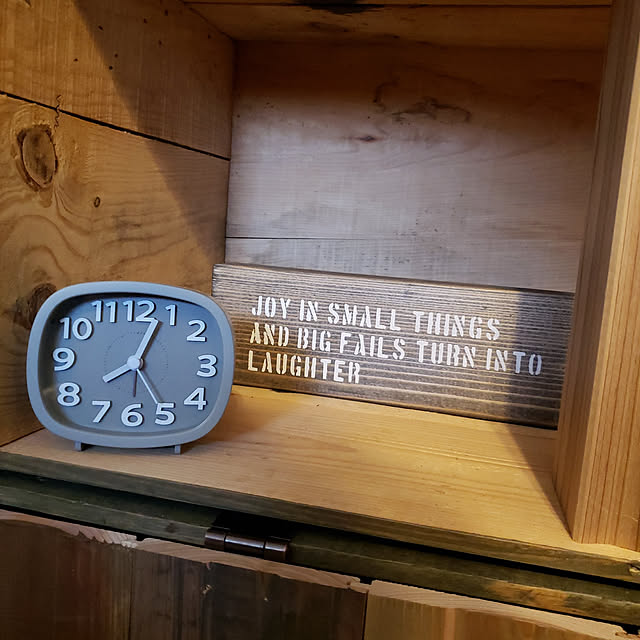 JOY IN SMALL THINGS
AND BIG FAILS TURN INTO
LAUGHTER
11 12 1
10 2
9 3
8 4
7 6 5